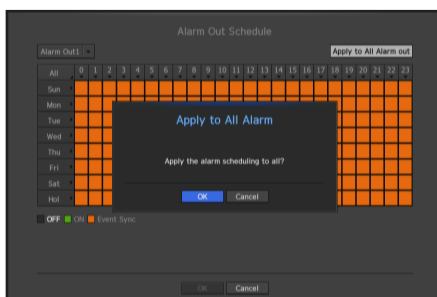 Alarm Out Schedule
Alarm Out1
Apply to All Alarm out
All 0 1 2 3 4 5 6 7 8 9 10 11 12 13 14 15 16 17 18 19 20 21 22 23
Sun
Mon
Tue
Wed
Thu
Fri
Sat
Hol
Apply to All Alarm
Apply the alarm scheduling to all?
OK Cancel
OFF ON Event Sync
OK Cancel